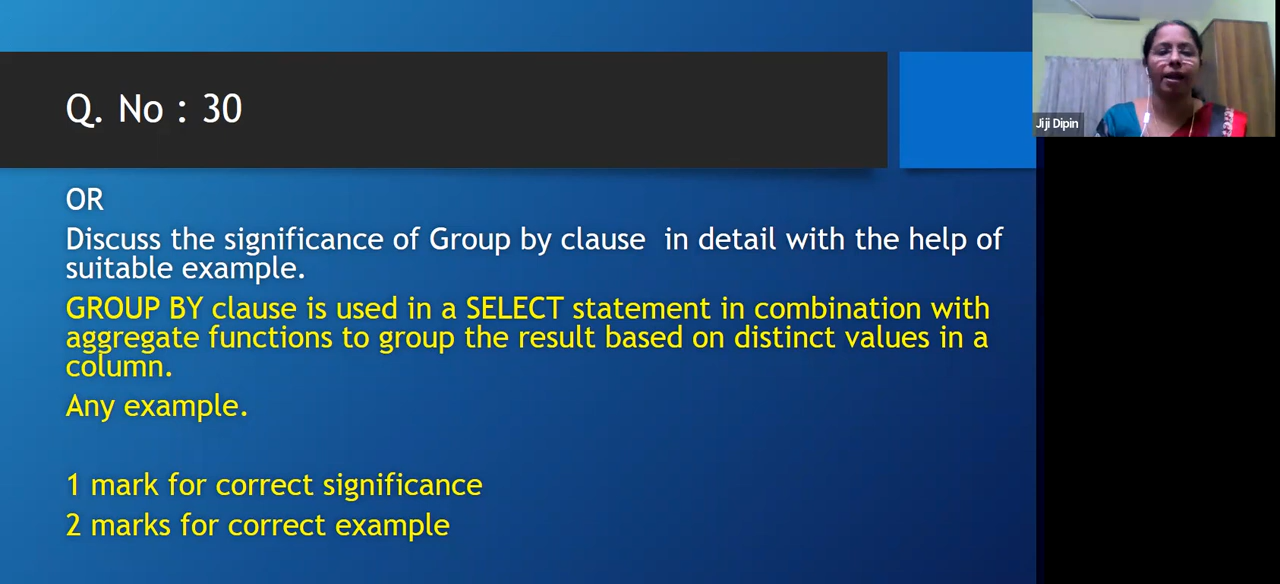 Q. No : 30
Jiji Dipin
OR
Discuss the significance of Group by clause in detail with the help of
suitable example.
GROUP BY clause is used in a SELECT statement in combination with
aggregate functions to group the result based on distinct values in a
column.
Any example.
1 mark for correct significance
2 marks for correct example